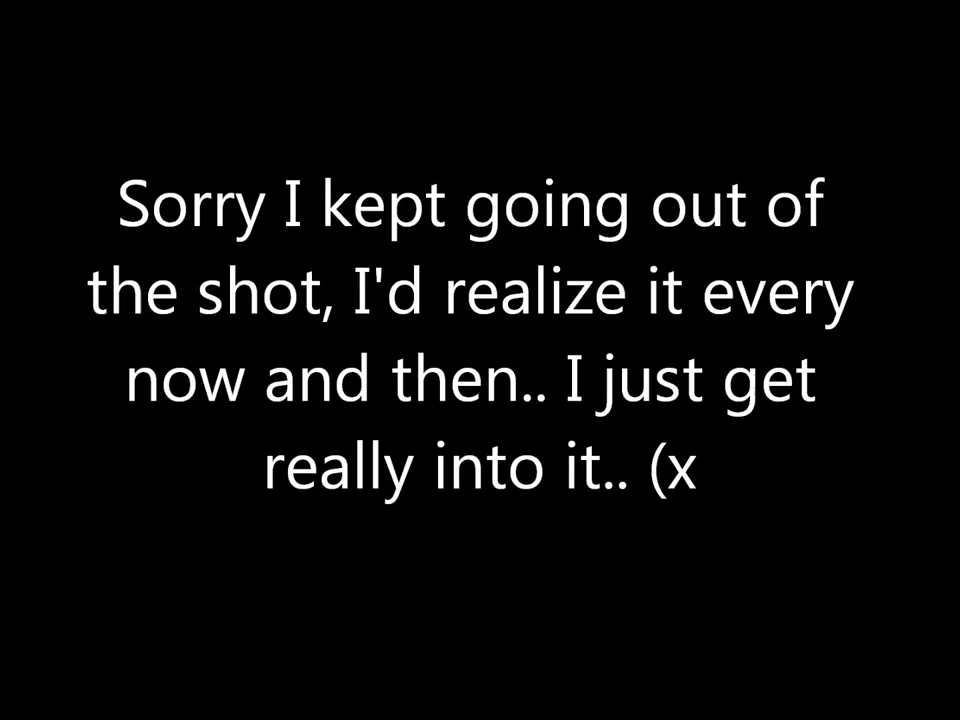 Sorry I kept going out of
the shot, I'd realize it every
now and then.. I just get
really into it.. (x